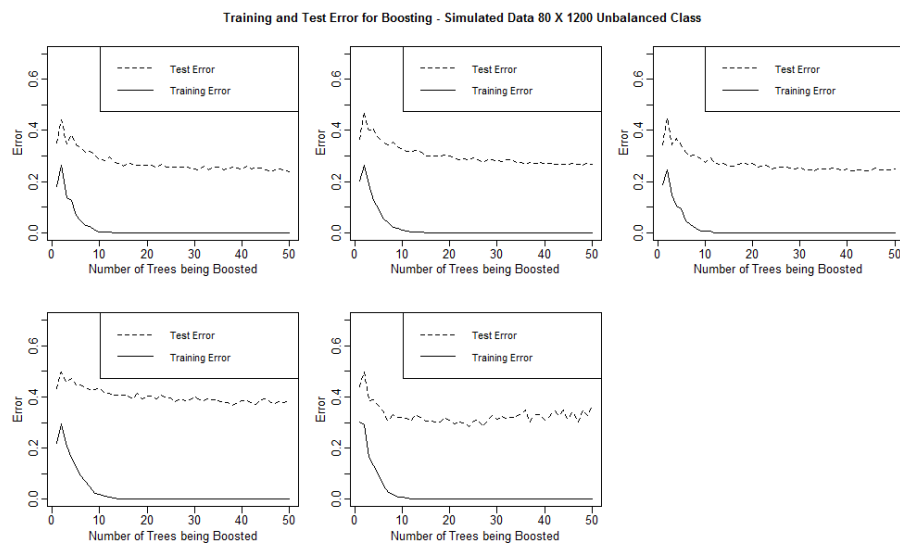 Training and Test Error for Boosting - Simulated Data 80 X 1200 Unbalanced Class
Test Error
Training Error
Error
0.0 0.2 0.4 0.6
0 10 20 30 40 50
Number of Trees being Boosted
Test Error
Training Error
Error
0.0 0.2 0.4 0.6
0 10 20 30 40 50
Number of Trees being Boosted
Test Error
Training Error
Error
0.0 0.2 0.4 0.6
0 10 20 30 40 50
Number of Trees being Boosted
Test Error
Training Error
Error
0.0 0.2 0.4 0.6
0 10 20 30 40 50
Number of Trees being Boosted
Test Error
Training Error
Error
0.0 0.2 0.4 0.6
0 10 20 30 40 50
Number of Trees being Boosted